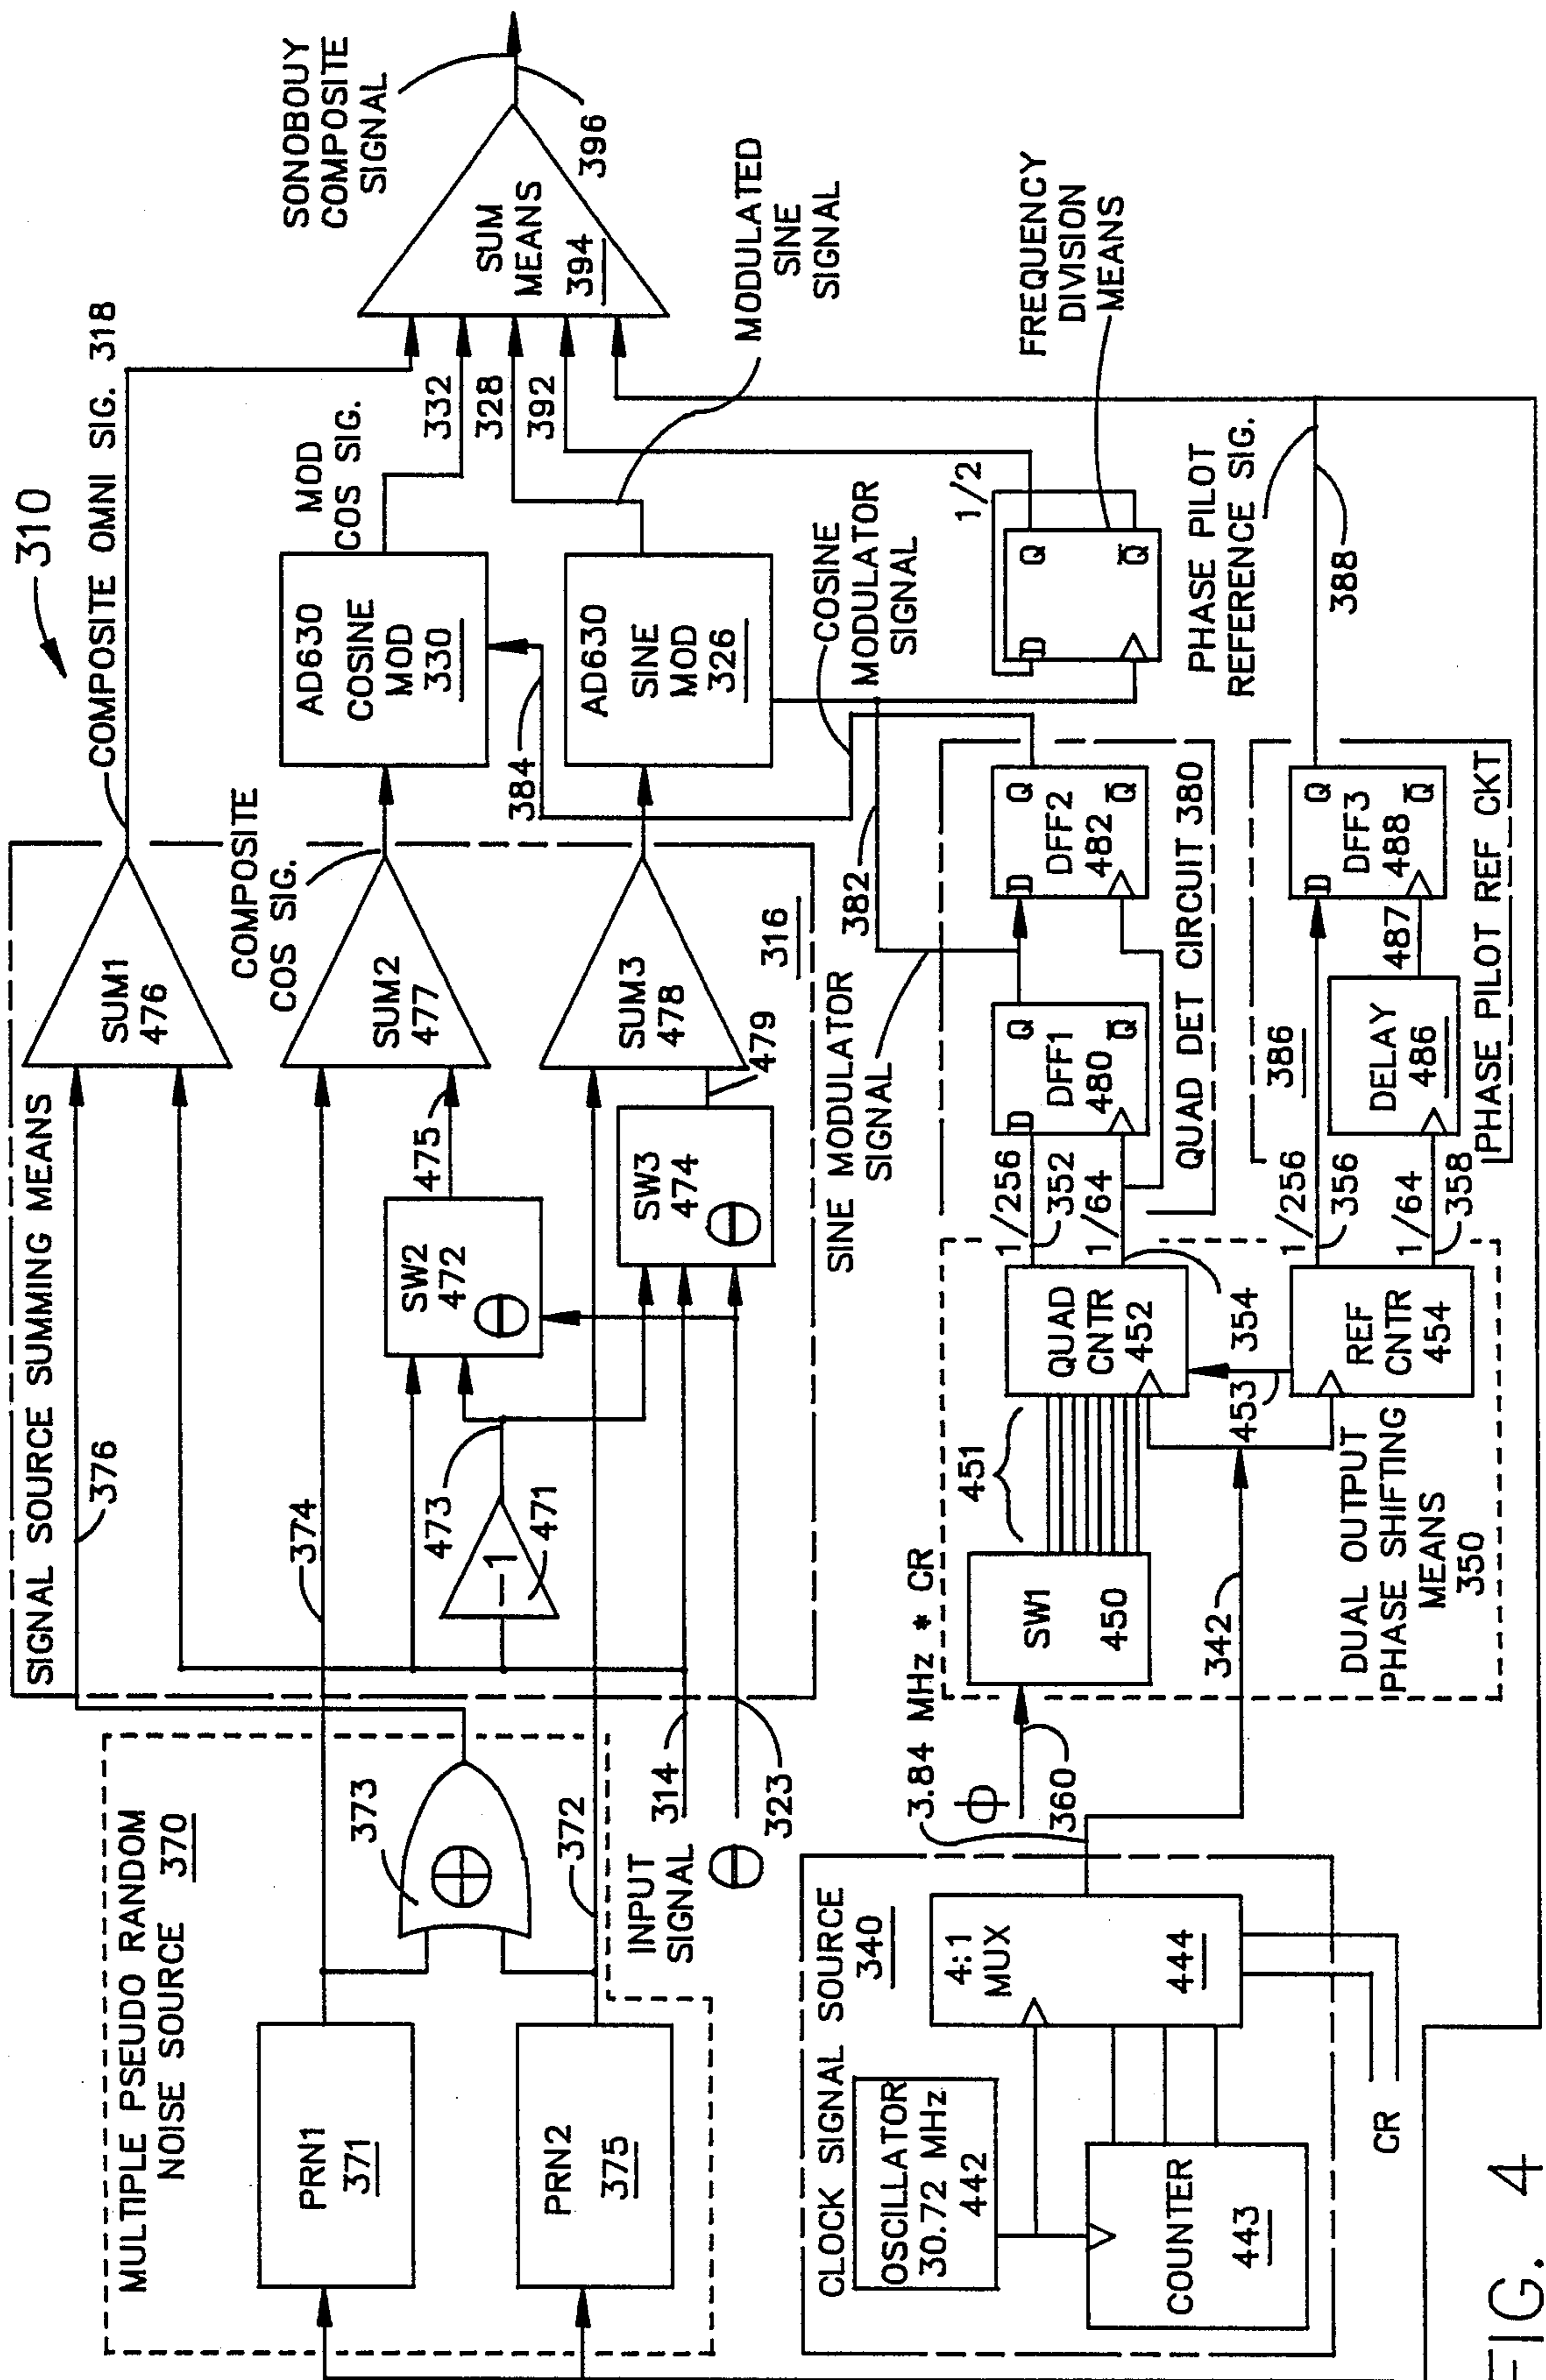 310
SIGNAL SOURCE SUMMING MEANS
COMPOSITE OMNI SIG. 318
376
SUM1
476
MULTIPLE PSEUDO RANDOM
NOISE SOURCE 370
PRN1
371
PRN2
375
373
374
372
INPUT
SIGNAL
314
θ
323
-1
471
473
SW2
472
θ
475
SW3
474
θ
479
SUM2
477
SUM3
478
316
COMPOSITE
COS SIG.
AD630
COSINE
MOD
330
MOD
COS SIG.
AD630
SINE
MOD
326
384
332
328
392
SUM
MEANS
394
SONOBOUY
COMPOSITE
SIGNAL
396
MODULATED
SINE
SIGNAL
FREQUENCY
DIVISION
MEANS
CLOCK SIGNAL SOURCE
340
OSCILLATOR
30.72 MHz
442
COUNTER
443
4:1
MUX
444
CR
3.84 MHz * CR
Φ
360
342
SW1
450
451
QUAD
CNTR
452
453
REF
CNTR
454
354
DUAL OUTPUT
PHASE SHIFTING
MEANS
350
1/256
352
1/64
1/256
356
1/64
358
SINE MODULATOR
SIGNAL
382
D
DFF1
480
Q
Q
D
DFF2
482
Q
Q
QUAD DET CIRCUIT 380
COSINE
MODULATOR
SIGNAL
1/2
D
Q
Q
386
DELAY
486
487
D
DFF3
488
Q
Q
PHASE PILOT REF CKT
PHASE PILOT
REFERENCE SIG.
388
FIG. 4